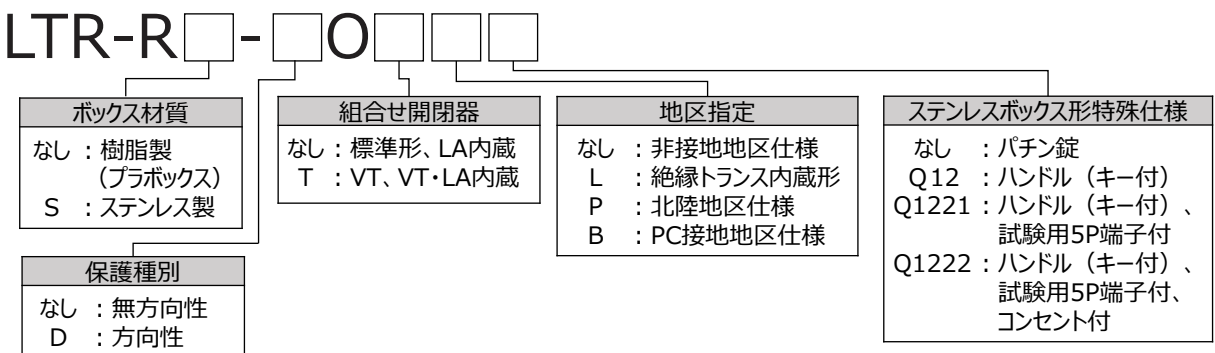 LTR-R□-□O□□□
ボックス材質
なし：樹脂製
（プラボックス）
S ：ステンレス製
保護種別
なし：無方向性
D ：方向性
組合せ開閉器
なし：標準形、LA内蔵
T ：VT、VT・LA内蔵
地区指定
なし ：非接地地区仕様
L ：絶縁トランス内蔵形
P ：北陸地区仕様
B ：PC接地地区仕様
ステンレスボックス形特殊仕様
なし ：パチン錠
Q12 ：ハンドル（キー付）
Q1221：ハンドル（キー付）、
試験用5P端子付
Q1222：ハンドル（キー付）、
試験用5P端子付、
コンセント付